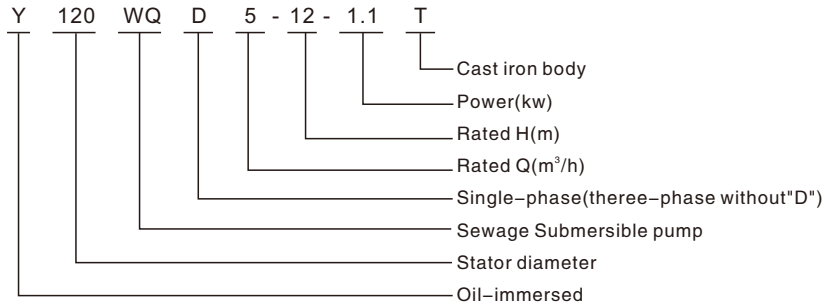 Y 120 WQ D 5 - 12 - 1.1 T
Cast iron body
Power(kw)
Rated H(m)
Rated Q(m³/h)
Single-phase(theree-phase without"D")
Sewage Submersible pump
Stator diameter
Oil-immersed